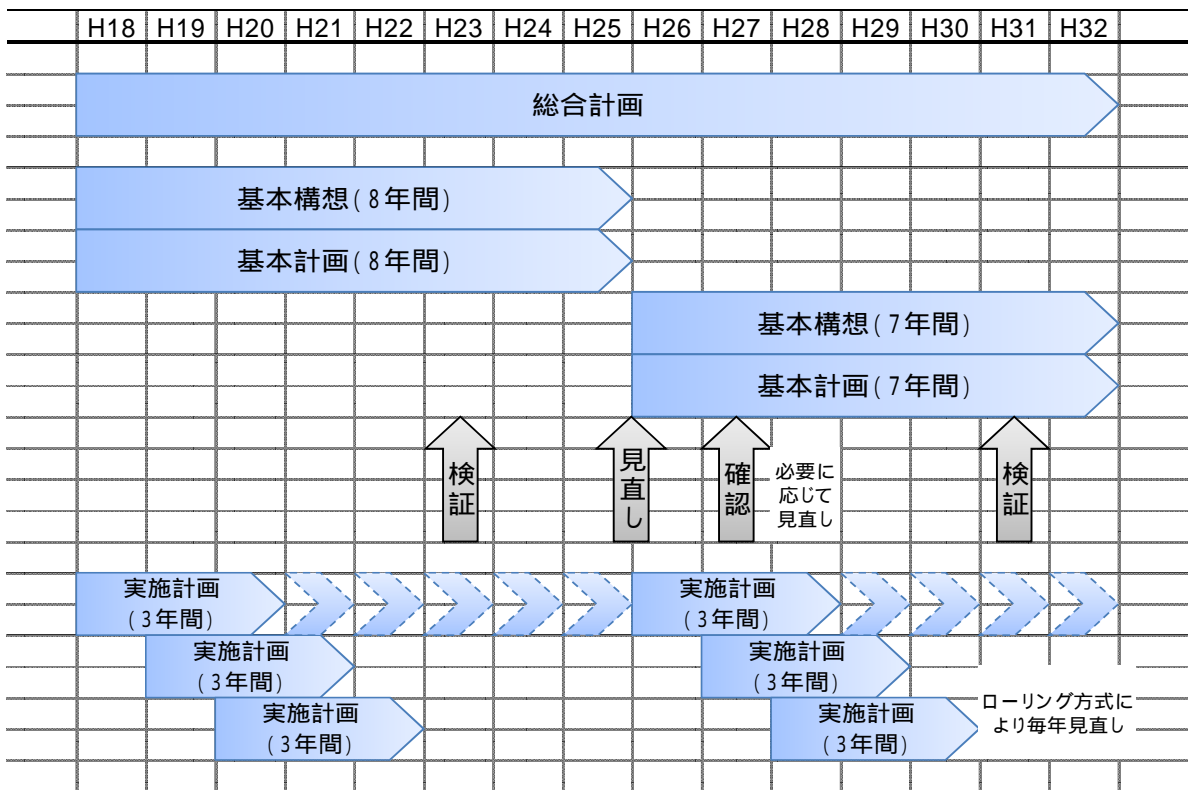 H18 H19 H20 H21 H22 H23 H24 H25 H26 H27 H28 H29 H30 H31 H32
総合計画
基本構想(8年間)
基本計画(8年間)
基本構想(7年間)
基本計画(7年間)
検証
見直し
確認
必要に
応じて
見直し
検証
実施計画
(3年間)
実施計画
(3年間)
実施計画
(3年間)
実施計画
(3年間)
実施計画
(3年間)
実施計画
(3年間)
ローリング方式に
より毎年見直し